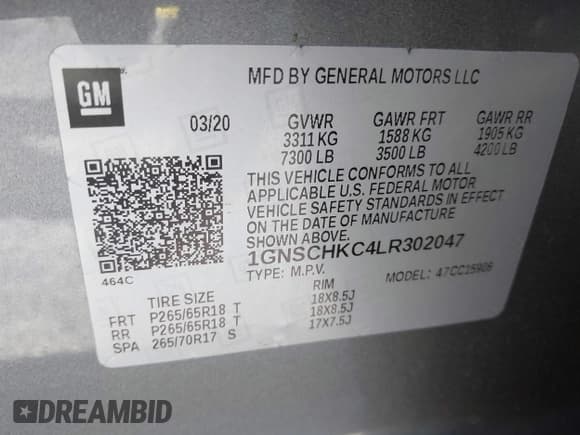 GM
MFD BY GENERAL MOTORS LLC
03/20 GVWR GAWR FRT GAWR RR
3311 KG 1588 KG 1905 KG
7300 LB 3500 LB 4200 LB
THIS VEHICLE CONFORMS TO ALL
APPLICABLE U.S. FEDERAL MOTOR
VEHICLE SAFETY STANDARDS IN EFFECT
ON THE DATE OF MANUFACTURE
SHOWN ABOVE.
1GNSCHKC4LR302047
464C
TYPE: M.P.V. MODEL: 47CC15906
TIRE SIZE RIM
FRT P265/65R18 T 18X8.5J
RR P265/65R18 T 18X8.5J
SPA 265/70R17 S 17X7.5J
DREAMBID